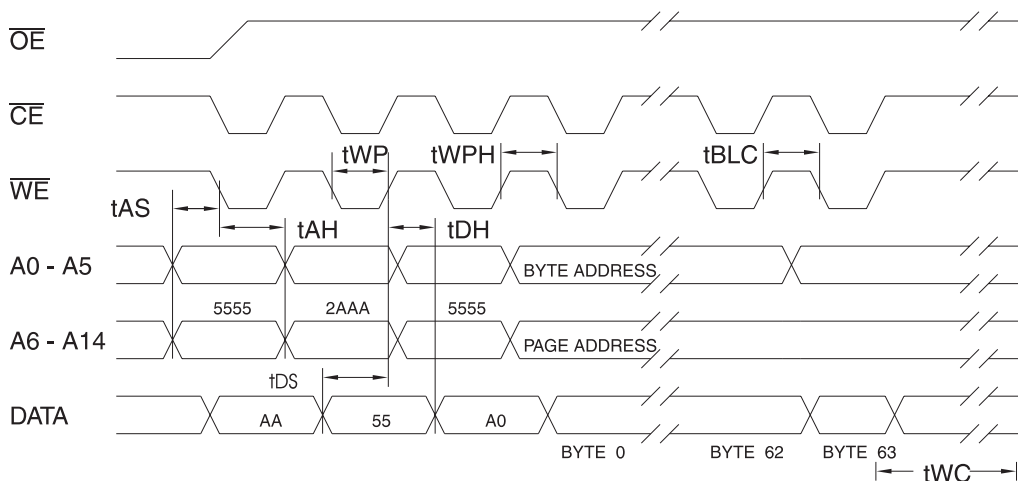 OE
CE
tWP tWPH tBLC
WE
tAS
tAH tDH
A0 - A5 BYTE ADDRESS
5555 2AAA 5555
A6 - A14 PAGE ADDRESS
tDS
DATA AA 55 A0
BYTE 0 BYTE 62 BYTE 63
tWC